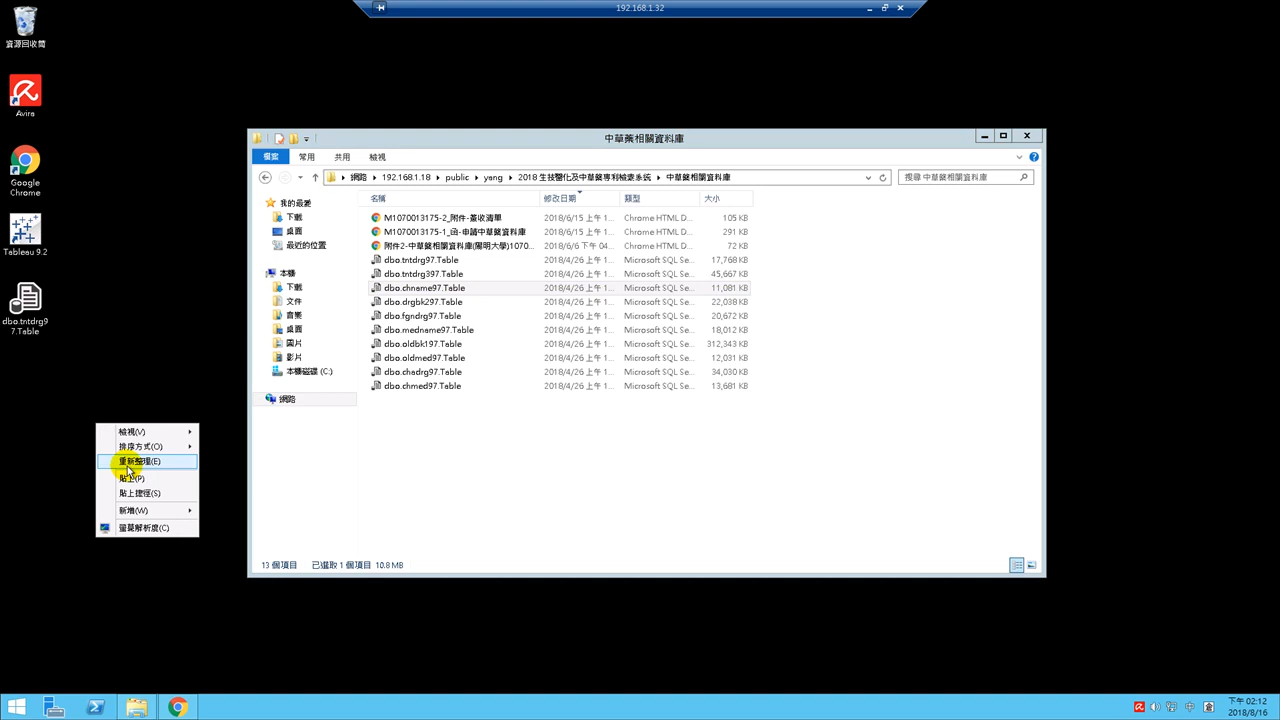 192.168.1.32
資源回收筒
Avira
Google
Chrome
Tableau 9.2
dbo.tntdrg9
7.Table
中華藥相關資料庫
檔案
常用
共用
檢視
網路
192.168.1.18
public
yang
2018 生技醫化及中草藥專利檢索系統
中華藥相關資料庫
搜尋 中華藥相關資料庫
名稱
修改日期
類型
大小
我的最愛
下載
桌面
最近的位置
本機
下載
文件
音樂
桌面
圖片
影片
本機磁碟 (C:)
網路
M1070013175-2_附件-簽收清單 2018/6/15 上午 1... Chrome HTML D... 105 KB
M1070013175-1_函-申請中草藥資料庫 2018/6/15 上午 1... Chrome HTML D... 291 KB
附件2-中草藥相關資料庫(陽明大學)1070... 2018/6/6 下午 04... Chrome HTML D... 72 KB
dbo.tntdrg97.Table 2018/4/26 上午 1... Microsoft SQL Se... 17,768 KB
dbo.tntdrg397.Table 2018/4/26 上午 1... Microsoft SQL Se... 45,667 KB
dbo.chname97.Table 2018/4/26 上午 1... Microsoft SQL Se... 11,081 KB
dbo.drgbk297.Table 2018/4/26 上午 1... Microsoft SQL Se... 22,038 KB
dbo.fgndrg97.Table 2018/4/26 上午 1... Microsoft SQL Se... 20,672 KB
dbo.medname97.Table 2018/4/26 上午 1... Microsoft SQL Se... 18,012 KB
dbo.oldbk197.Table 2018/4/26 上午 1... Microsoft SQL Se... 312,343 KB
dbo.oldmed97.Table 2018/4/26 上午 1... Microsoft SQL Se... 12,031 KB
dbo.chadrg97.Table 2018/4/26 上午 1... Microsoft SQL Se... 34,030 KB
dbo.chmed97.Table 2018/4/26 上午 1... Microsoft SQL Se... 13,681 KB
檢視(V)
排序方式(O)
重新整理(E)
貼上(P)
貼上捷徑(S)
新增(W)
螢幕解析度(C)
13 個項目
已選取 1 個項目 10.8 MB
中
下午 02:12
2018/8/16